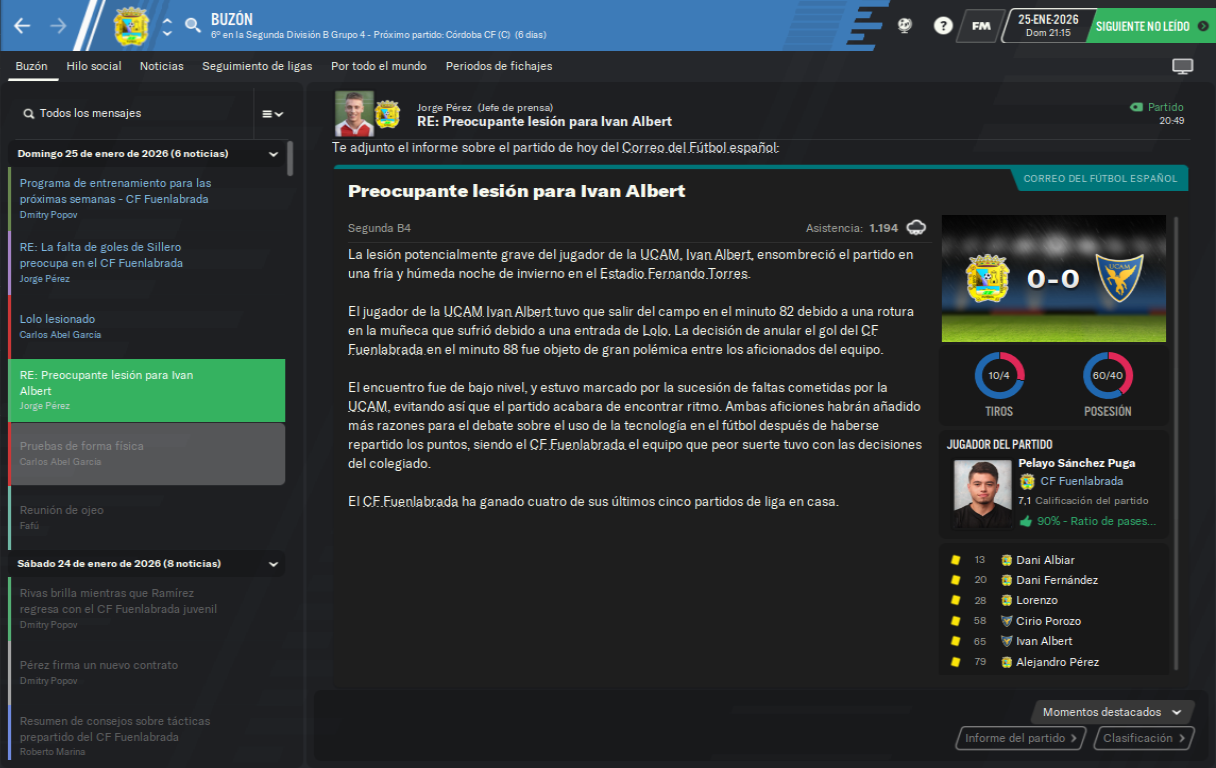 BUZÓN
6º en la Segunda División B Grupo 4 - Próximo partido: Córdoba CF (C) (6 días)
?
FM
25-ENE-2026
Dom 21:15
SIGUIENTE NO LEÍDO
Buzón
Hilo social
Noticias
Seguimiento de ligas
Por todo el mundo
Periodos de fichajes
Todos los mensajes
Domingo 25 de enero de 2026 (6 noticias)
Programa de entrenamiento para las
próximas semanas - CF Fuenlabrada
Dmitry Popov
RE: La falta de goles de Sillero
preocupa en el CF Fuenlabrada
Jorge Pérez
Lolo lesionado
Carlos Abel García
RE: Preocupante lesión para Ivan
Albert
Jorge Pérez
Pruebas de forma física
Carlos Abel García
Reunión de ojeo
Fafú
Sábado 24 de enero de 2026 (8 noticias)
Rivas brilla mientras que Ramírez
regresa con el CF Fuenlabrada juvenil
Dmitry Popov
Pérez firma un nuevo contrato
Dmitry Popov
Resumen de consejos sobre tácticas
prepartido del CF Fuenlabrada
Roberto Marina
Jorge Pérez (Jefe de prensa)
RE: Preocupante lesión para Ivan Albert
Partido
20:49
Te adjunto el informe sobre el partido de hoy del Correo del Fútbol español:
CORREO DEL FÚTBOL ESPAÑOL
Preocupante lesión para Ivan Albert
Segunda B4
Asistencia: 1.194
La lesión potencialmente grave del jugador de la UCAM, Ivan Albert, ensombreció el partido en
una fría y húmeda noche de invierno en el Estadio Fernando Torres.
El jugador de la UCAM Ivan Albert tuvo que salir del campo en el minuto 82 debido a una rotura
en la muñeca que sufrió debido a una entrada de Lolo. La decisión de anular el gol del CF
Fuenlabrada en el minuto 88 fue objeto de gran polémica entre los aficionados del equipo.
El encuentro fue de bajo nivel, y estuvo marcado por la sucesión de faltas cometidas por la
UCAM, evitando así que el partido acabara de encontrar ritmo. Ambas aficiones habrán añadido
más razones para el debate sobre el uso de la tecnología en el fútbol después de haberse
repartido los puntos, siendo el CF Fuenlabrada el equipo que peor suerte tuvo con las decisiones
del colegiado.
El CF Fuenlabrada ha ganado cuatro de sus últimos cinco partidos de liga en casa.
0-0
UCAM
10/4
TIROS
60/40
POSESIÓN
JUGADOR DEL PARTIDO
Pelayo Sánchez Puga
CF Fuenlabrada
7,1 Calificación del partido
90% - Ratio de pases...
13 Dani Albiar
20 Dani Fernández
28 Lorenzo
58 Cirio Porozo
65 Ivan Albert
79 Alejandro Pérez
Momentos destacados
Informe del partido
Clasificación